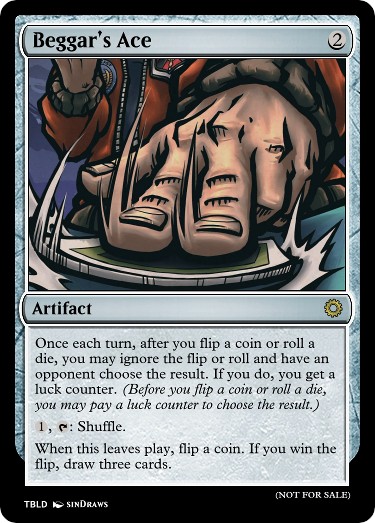 Beggar's Ace 2
Artifact
Once each turn, after you flip a coin or roll a
die, you may ignore the flip or roll and have an
opponent choose the result. If you do, you get a
luck counter. (Before you flip a coin or roll a die,
you may pay a luck counter to choose the result.)
1, : Shuffle.
When this leaves play, flip a coin. If you win the
flip, draw three cards.
TBLD sinDraws
(NOT FOR SALE)